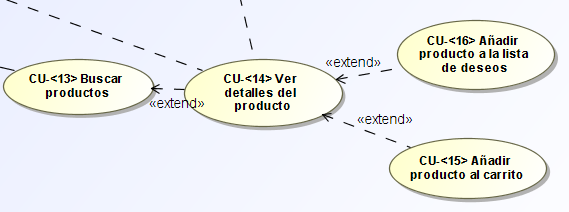 CU-<13> Buscar
productos
«extend»
CU-<14> Ver
detalles del
producto
«extend»
CU-<16> Añadir
producto a la lista
de deseos
«extend»
CU-<15> Añadir
producto al carrito